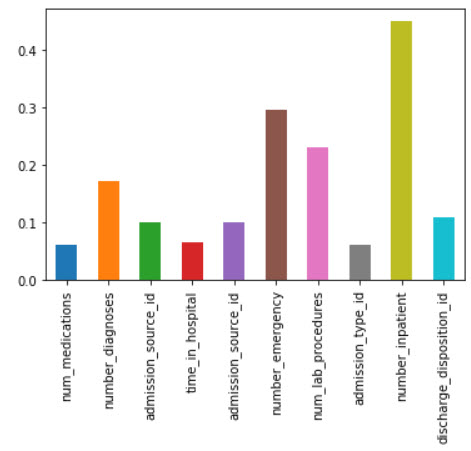 0.4
0.3
0.2
0.1
0.0
num_medications
number_diagnoses
admission_source_id
time_in_hospital
admission_source_id
number_emergency
num_lab_procedures
admission_type_id
number_inpatient
discharge_disposition_id